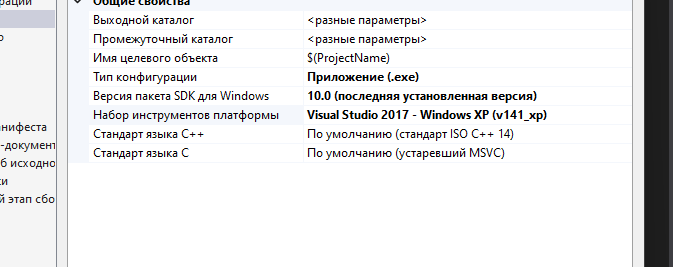 Общие свойства
Выходной каталог <разные параметры>
Промежуточный каталог <разные параметры>
Имя целевого объекта $(ProjectName)
Тип конфигурации Приложение (.exe)
Версия пакета SDK для Windows 10.0 (последняя установленная версия)
Набор инструментов платформы Visual Studio 2017 - Windows XP (v141_xp)
Стандарт языка C++ По умолчанию (стандарт ISO C++ 14)
Стандарт языка C По умолчанию (устаревший MSVC)
анифеста
-документ
б исходно
ки
й этап сбо